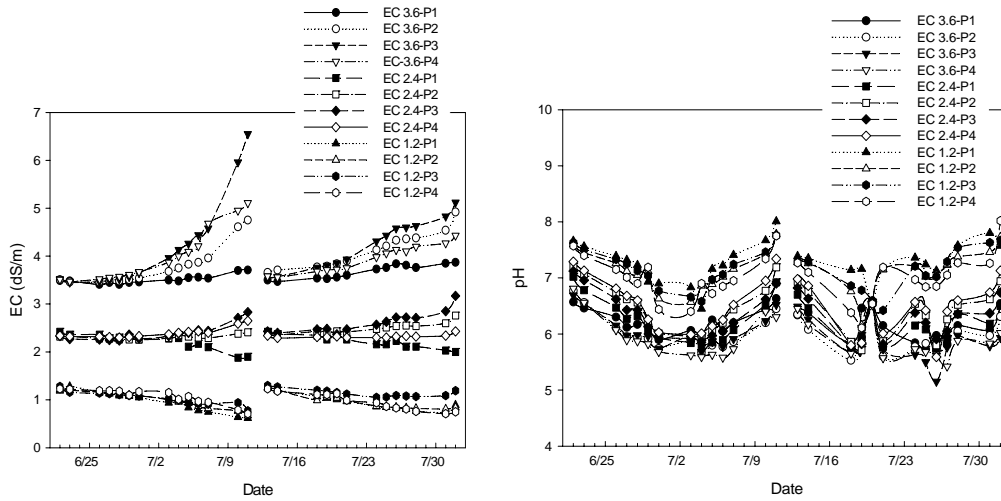 EC 3.6-P1
EC 3.6-P2
EC 3.6-P3
EC-3.6-P4
EC 2.4-P1
EC 2.4-P2
EC 2.4-P3
EC 2.4-P4
EC 1.2-P1
EC 1.2-P2
EC 1.2-P3
EC 1.2-P4
7
6
5
4
3
2
1
0
EC (dS/m)
6/25
7/2
7/9
7/16
7/23
7/30
Date
EC 3.6-P1
EC 3.6-P2
EC 3.6-P3
EC 3.6-P4
EC 2.4-P1
EC 2.4-P2
EC 2.4-P3
EC 2.4-P4
EC 1.2-P1
EC 1.2-P2
EC 1.2-P3
EC 1.2-P4
10
9
8
7
6
5
4
pH
6/25
7/2
7/9
7/16
7/23
7/30
Date